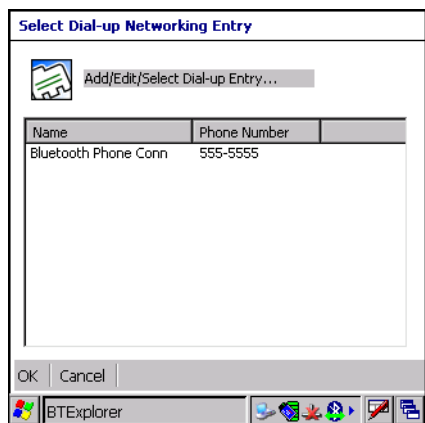 Select Dial-up Networking Entry
Add/Edit/Select Dial-up Entry...
Name Phone Number
Bluetooth Phone Conn 555-5555
OK Cancel
BTExplorer